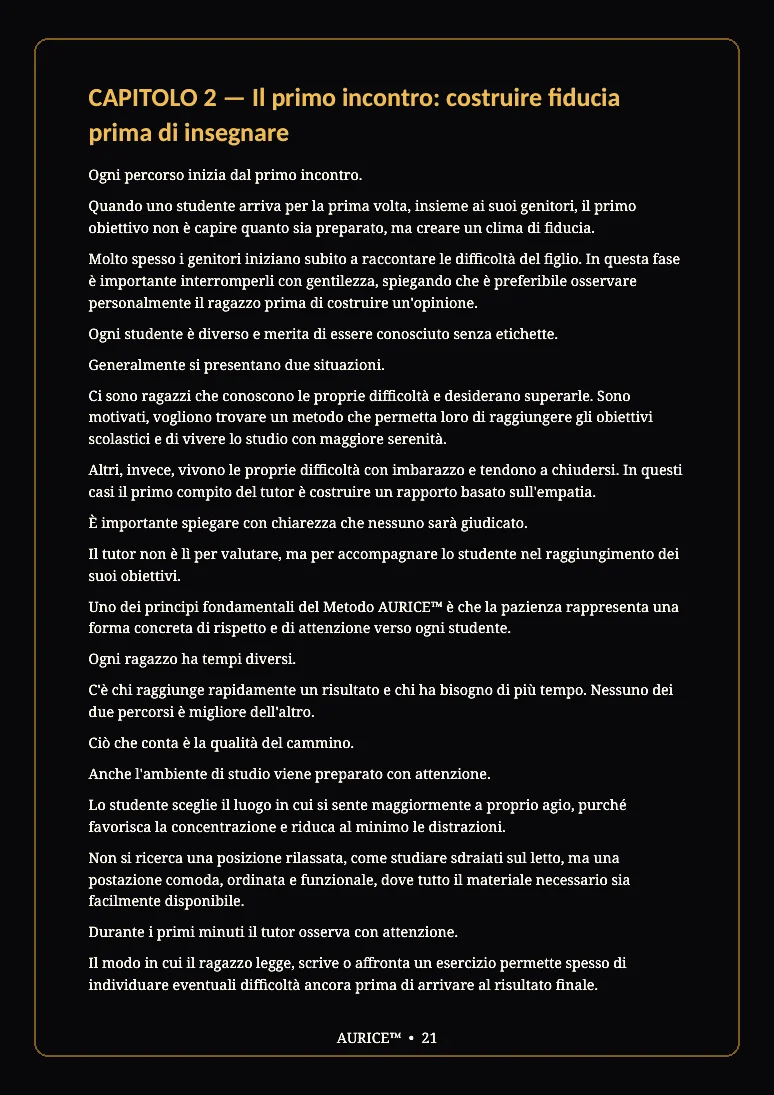 CAPITOLO 2 — Il primo incontro: costruire fiducia
prima di insegnare
Ogni percorso inizia dal primo incontro.
Quando uno studente arriva per la prima volta, insieme ai suoi genitori, il primo
obiettivo non è capire quanto sia preparato, ma creare un clima di fiducia.
Molto spesso i genitori iniziano subito a raccontare le difficoltà del figlio. In questa fase
è importante interromperli con gentilezza, spiegando che è preferibile osservare
personalmente il ragazzo prima di costruire un'opinione.
Ogni studente è diverso e merita di essere conosciuto senza etichette.
Generalmente si presentano due situazioni.
Ci sono ragazzi che conoscono le proprie difficoltà e desiderano superarle. Sono
motivati, vogliono trovare un metodo che permetta loro di raggiungere gli obiettivi
scolastici e di vivere lo studio con maggiore serenità.
Altri, invece, vivono le proprie difficoltà con imbarazzo e tendono a chiudersi. In questi
casi il primo compito del tutor è costruire un rapporto basato sull'empatia.
È importante spiegare con chiarezza che nessuno sarà giudicato.
Il tutor non è lì per valutare, ma per accompagnare lo studente nel raggiungimento dei
suoi obiettivi.
Uno dei principi fondamentali del Metodo AURICE™ è che la pazienza rappresenta una
forma concreta di rispetto e di attenzione verso ogni studente.
Ogni ragazzo ha tempi diversi.
C'è chi raggiunge rapidamente un risultato e chi ha bisogno di più tempo. Nessuno dei
due percorsi è migliore dell'altro.
Ciò che conta è la qualità del cammino.
Anche l'ambiente di studio viene preparato con attenzione.
Lo studente sceglie il luogo in cui si sente maggiormente a proprio agio, purché
favorisca la concentrazione e riduca al minimo le distrazioni.
Non si ricerca una posizione rilassata, come studiare sdraiati sul letto, ma una
postazione comoda, ordinata e funzionale, dove tutto il materiale necessario sia
facilmente disponibile.
Durante i primi minuti il tutor osserva con attenzione.
Il modo in cui il ragazzo legge, scrive o affronta un esercizio permette spesso di
individuare eventuali difficoltà ancora prima di arrivare al risultato finale.
AURICE™ • 21